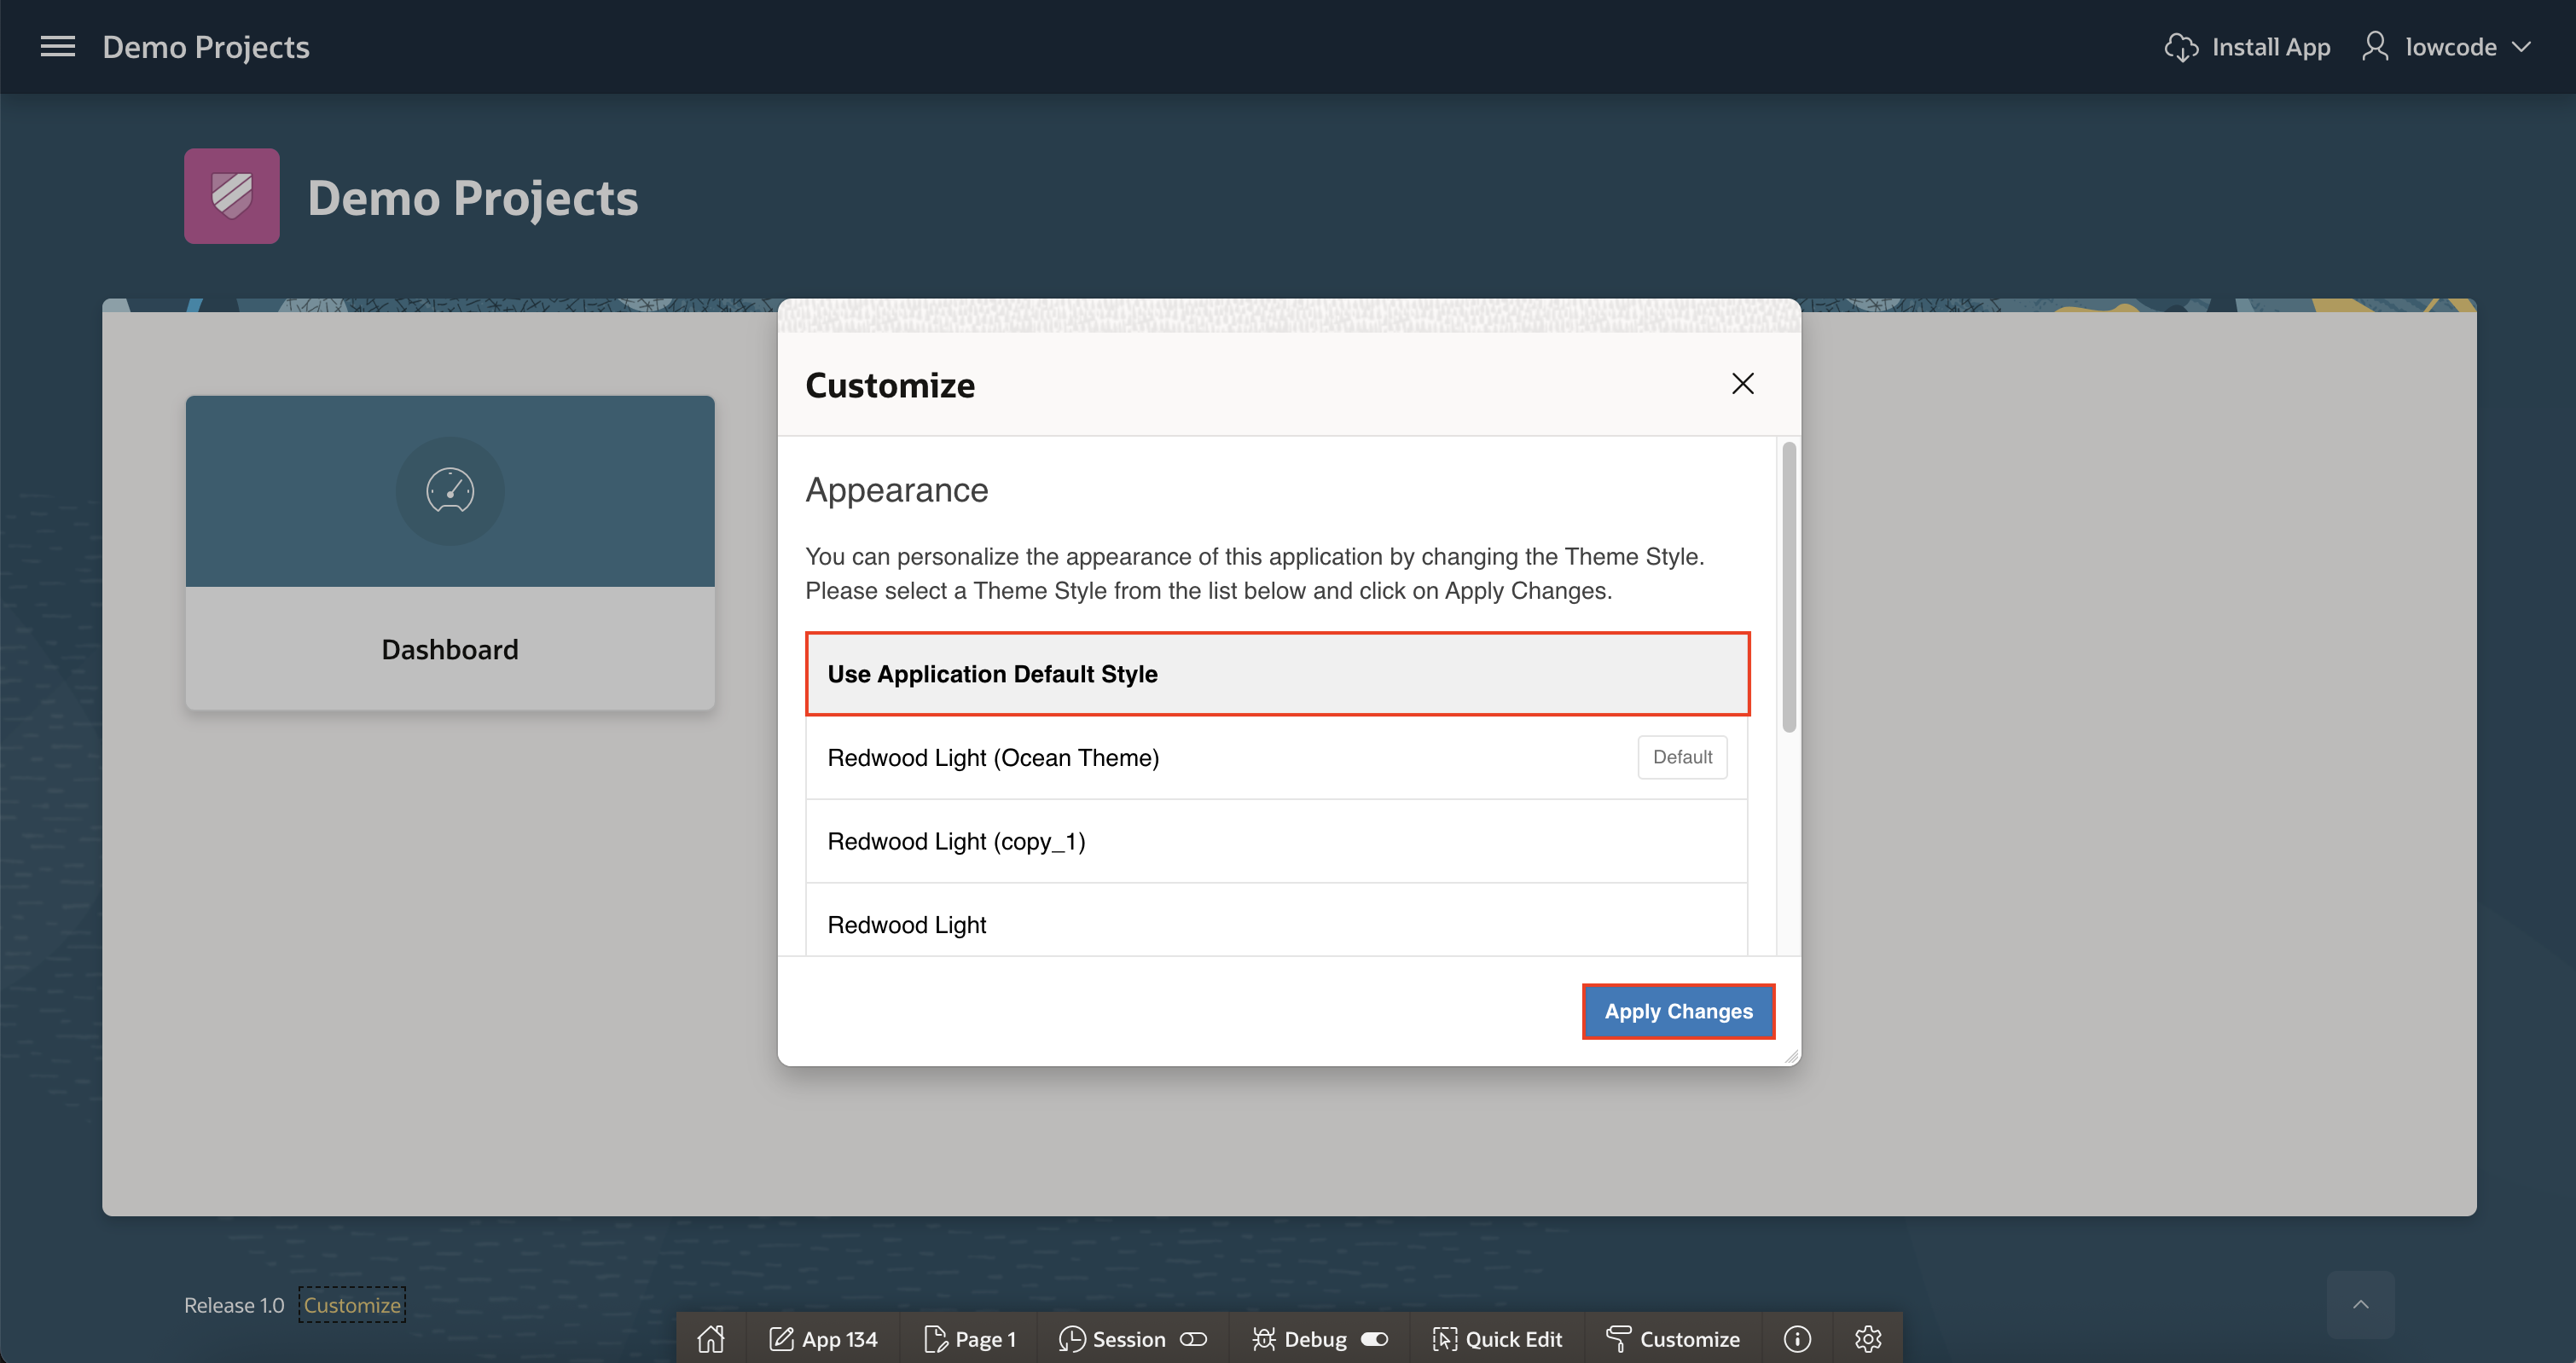 Demo Projects
Install App
lowcode
Demo Projects
Customize
Appearance
You can personalize the appearance of this application by changing the Theme Style.
Please select a Theme Style from the list below and click on Apply Changes.
Use Application Default Style
Redwood Light (Ocean Theme)
Default
Redwood Light (copy_1)
Redwood Light
Apply Changes
Dashboard
Release 1.0
Customize
App 134
Page 1
Session
Debug
Quick Edit
Customize